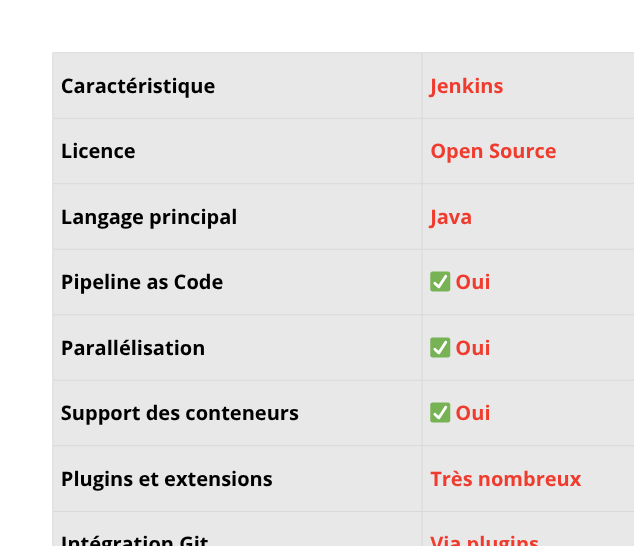 Caractéristique Jenkins
Licence Open Source
Langage principal Java
Pipeline as Code ✅ Oui
Parallélisation ✅ Oui
Support des conteneurs ✅ Oui
Plugins et extensions Très nombreux
Intégration Git Via plugins